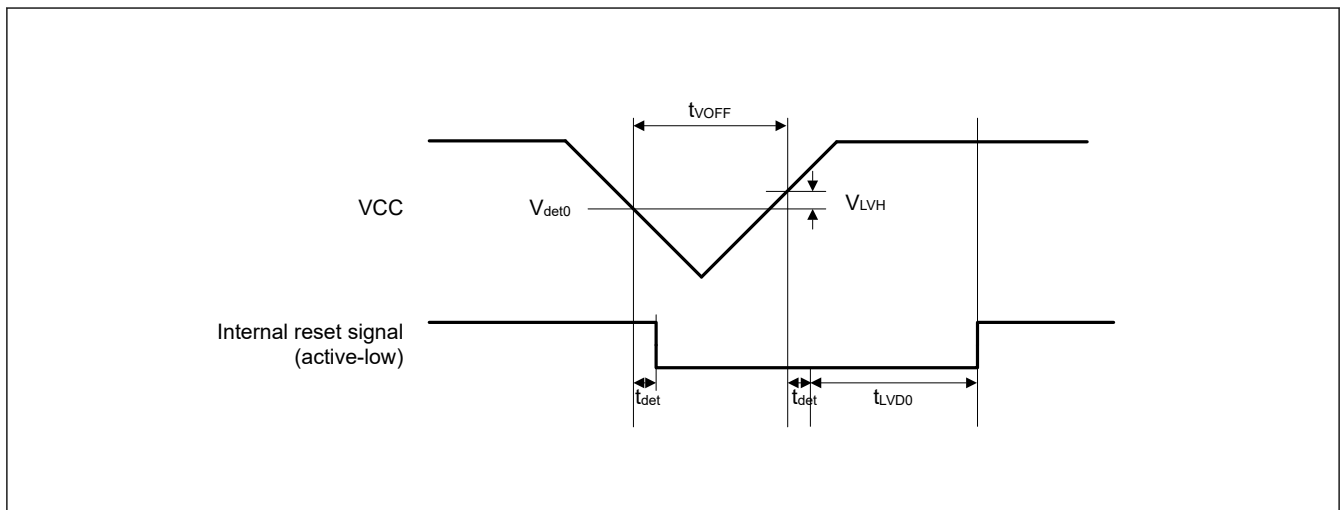 tVOFF
VCC
Vdet0
VLVH
Internal reset signal
(active-low)
tdet
tdet
tLVD0